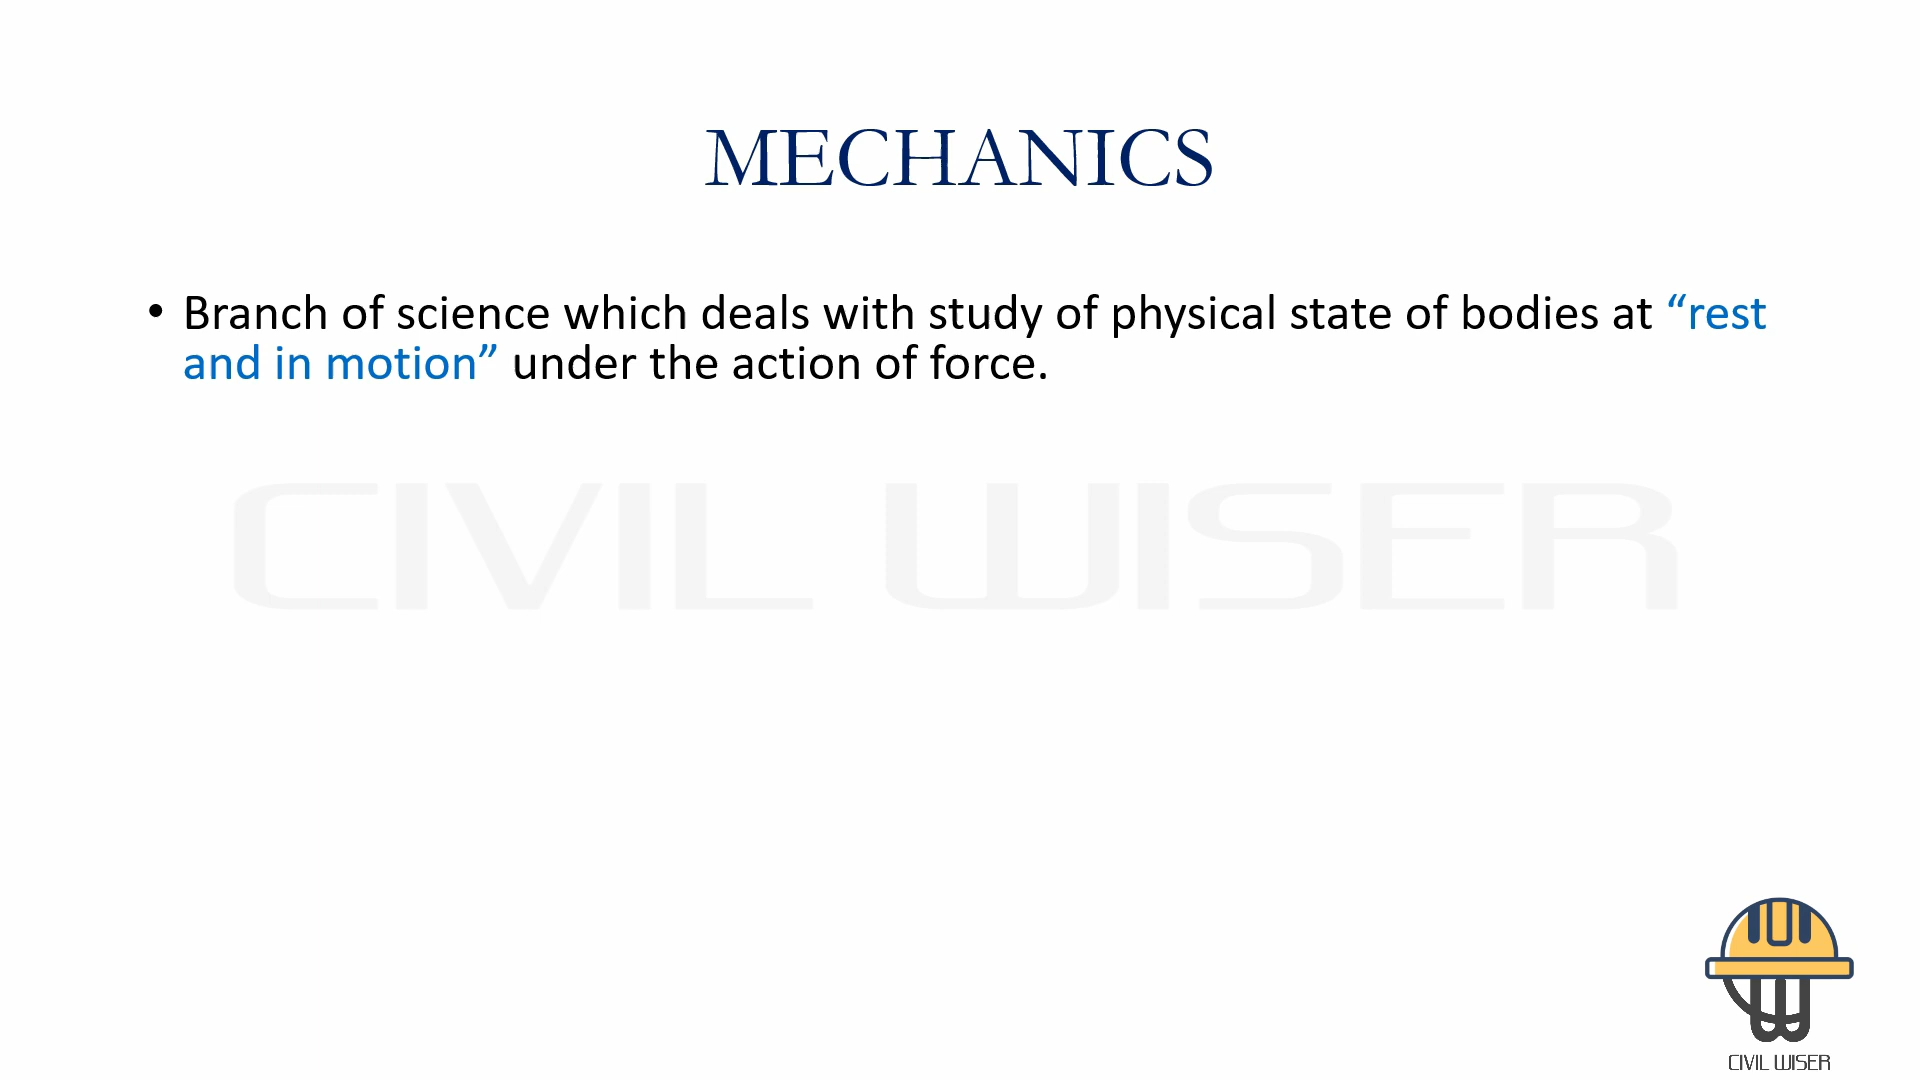 MECHANICS
• Branch of science which deals with study of physical state of bodies at “rest
and in motion” under the action of force.
CIVIL WISER
CIVIL WISER